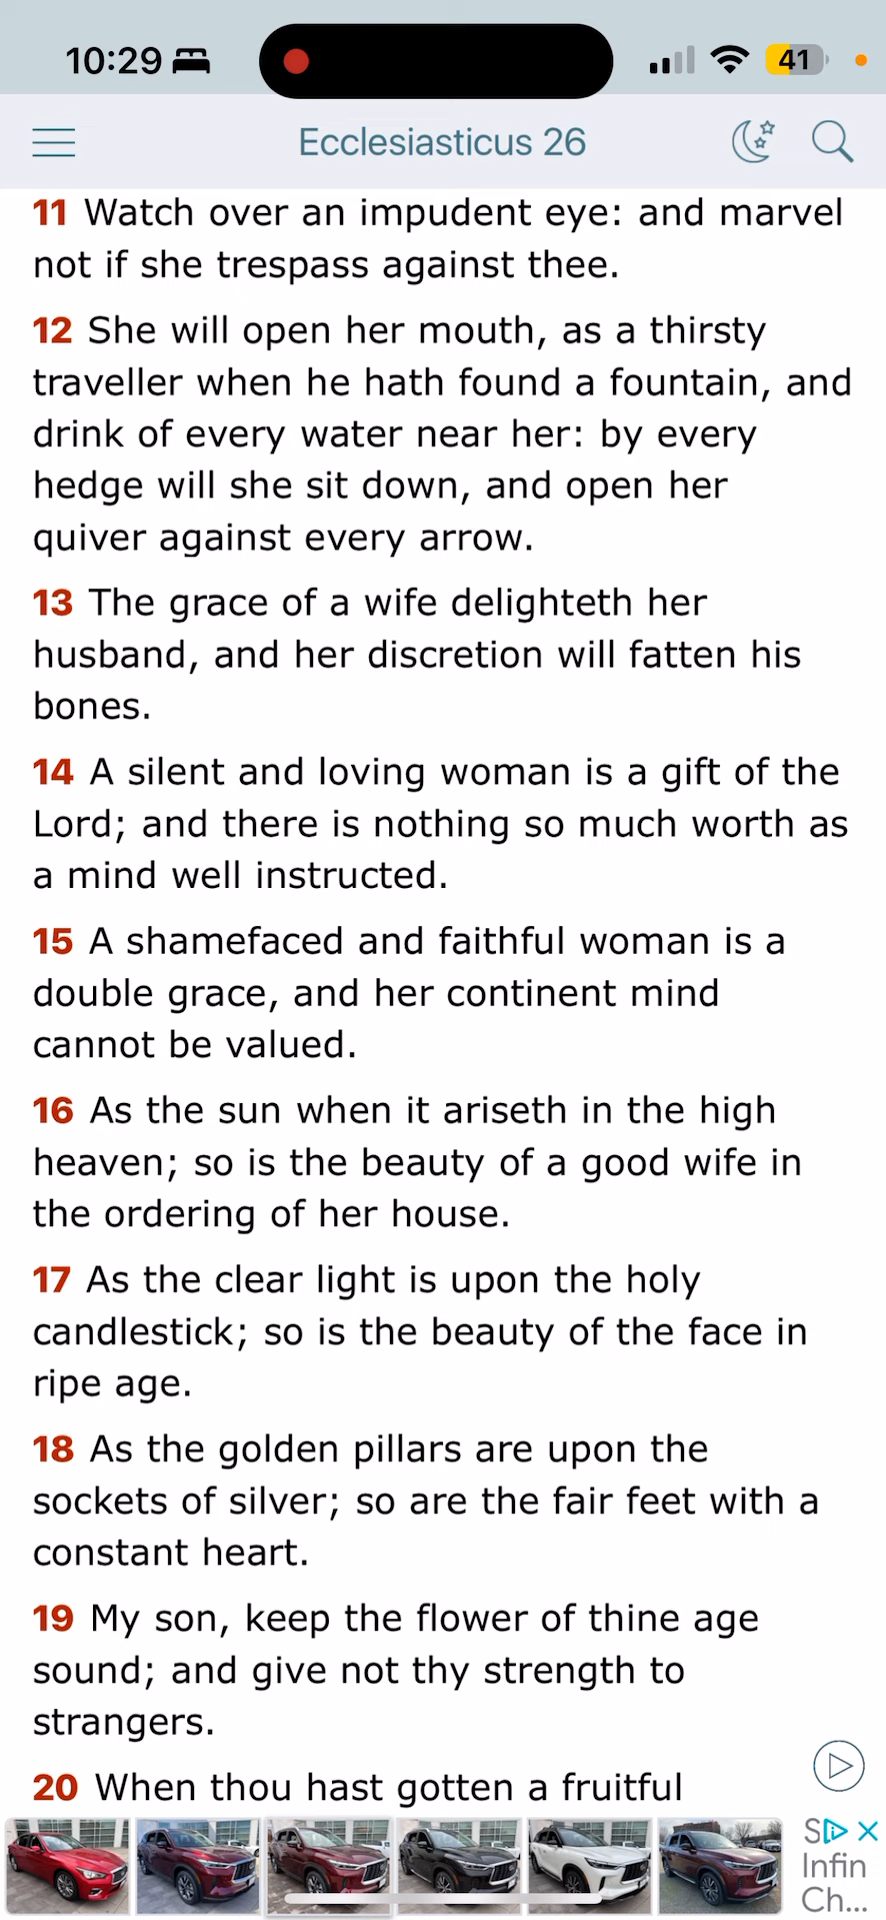 10:29
41
Ecclesiasticus 26
11 Watch over an impudent eye: and marvel
not if she trespass against thee.
12 She will open her mouth, as a thirsty
traveller when he hath found a fountain, and
drink of every water near her: by every
hedge will she sit down, and open her
quiver against every arrow.
13 The grace of a wife delighteth her
husband, and her discretion will fatten his
bones.
14 A silent and loving woman is a gift of the
Lord; and there is nothing so much worth as
a mind well instructed.
15 A shamefaced and faithful woman is a
double grace, and her continent mind
cannot be valued.
16 As the sun when it ariseth in the high
heaven; so is the beauty of a good wife in
the ordering of her house.
17 As the clear light is upon the holy
candlestick; so is the beauty of the face in
ripe age.
18 As the golden pillars are upon the
sockets of silver; so are the fair feet with a
constant heart.
19 My son, keep the flower of thine age
sound; and give not thy strength to
strangers.
20 When thou hast gotten a fruitful
S
Infin
Ch...